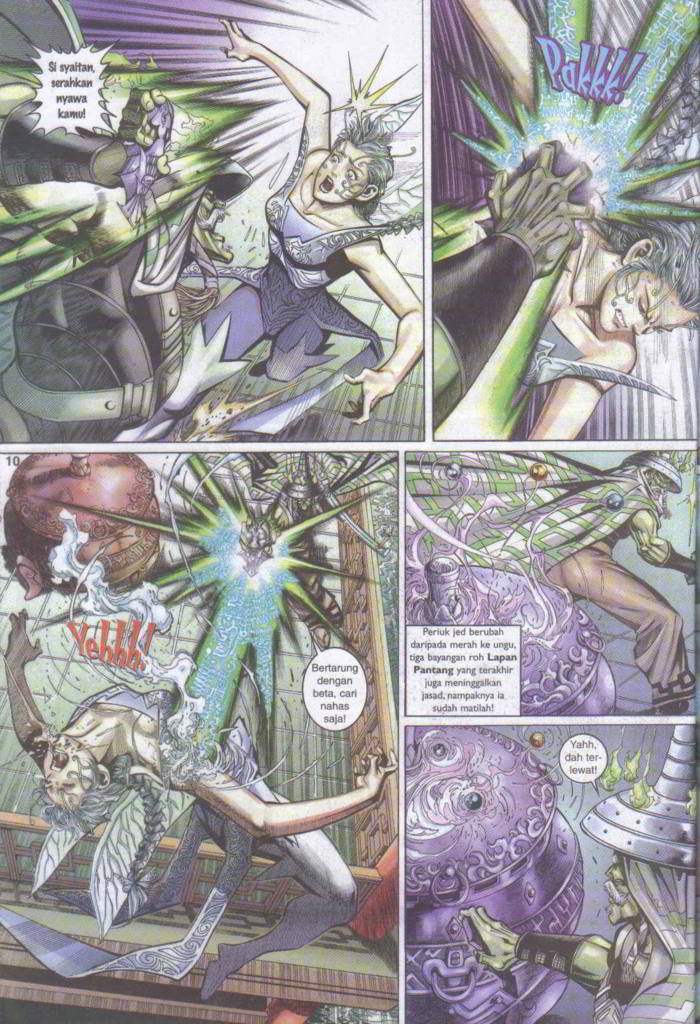 Si syaitan,
serahkan
nyawa
kamu!
Pakkk!
10
Yehhh!
Bertarung
dengan
beta, cari
nahas
saja!
Periuk jed berubah
daripada merah ke ungu,
tiga bayangan roh Lapan
Pantang yang terakhir
juga meninggalkan
jasad, nampaknya ia
sudah matilah!
Yahh,
dah ter-
lewat!